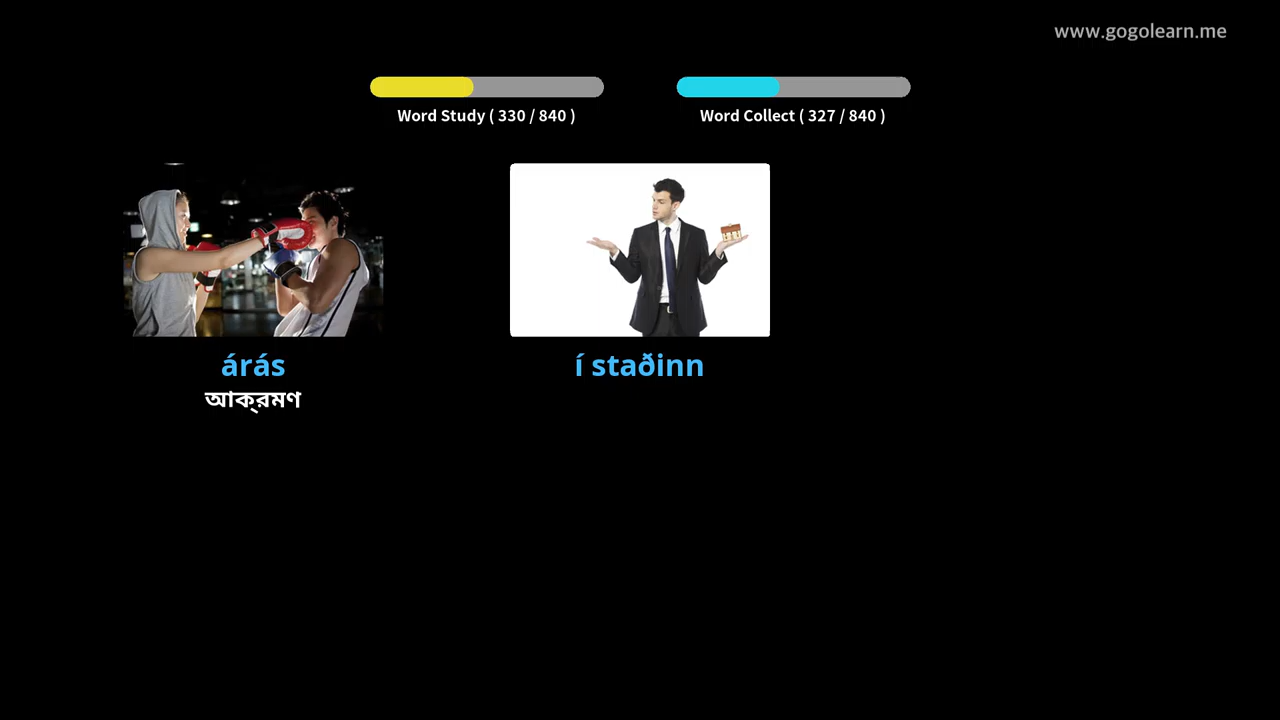 www.gogolearn.me
Word Study ( 330 / 840 )
Word Collect ( 327 / 840 )
árás
í staðinn
আক্রমণ